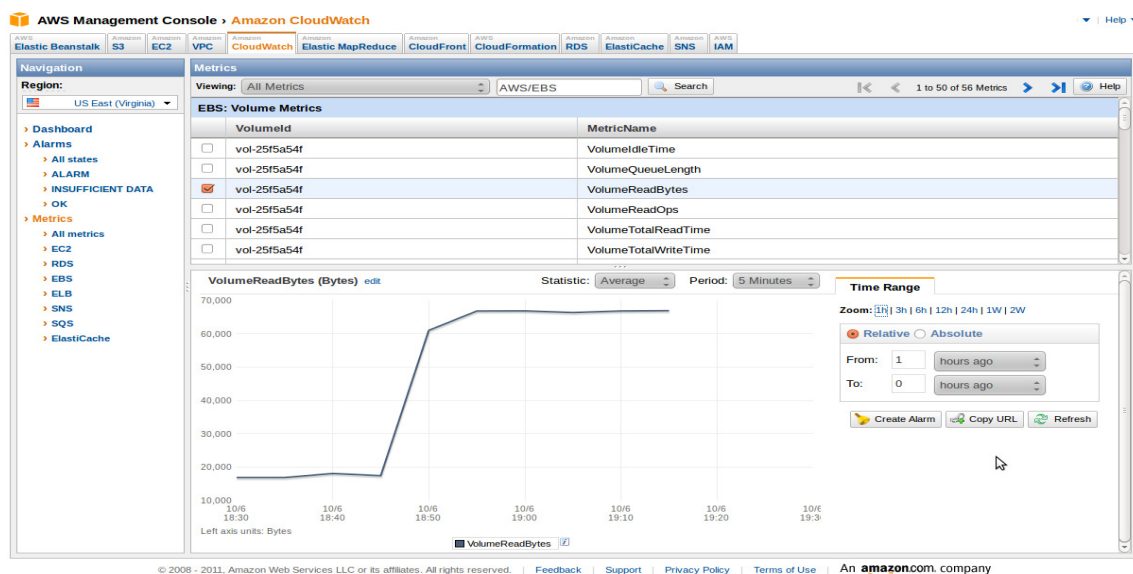 AWS Management Console › Amazon CloudWatch
Help
AWS Elastic Beanstalk
Amazon S3
Amazon EC2
Amazon VPC
Amazon CloudWatch
Amazon Elastic MapReduce
Amazon CloudFront
AWS CloudFormation
Amazon RDS
Amazon ElastiCache
Amazon SNS
AWS IAM
Navigation
Region:
US East (Virginia)
› Dashboard
› Alarms
› All states
› ALARM
› INSUFFICIENT DATA
› OK
› Metrics
› All metrics
› EC2
› RDS
› EBS
› ELB
› SNS
› SQS
› ElastiCache
Metrics
Viewing: All Metrics AWS/EBS Search 1 to 50 of 56 Metrics Help
EBS: Volume Metrics
VolumeId MetricName
vol-25f5a54f VolumeIdleTime
vol-25f5a54f VolumeQueueLength
vol-25f5a54f VolumeReadBytes
vol-25f5a54f VolumeReadOps
vol-25f5a54f VolumeTotalReadTime
vol-25f5a54f VolumeTotalWriteTime
VolumeReadBytes (Bytes) edit Statistic: Average Period: 5 Minutes
70,000
60,000
50,000
40,000
30,000
20,000
10,000
10/6 10/6 10/6 10/6 10/6 10/6 10/6
18:30 18:40 18:50 19:00 19:10 19:20 19:3
Left axis units: Bytes
VolumeReadBytes
Time Range
Zoom: 1h | 3h | 6h | 12h | 24h | 1W | 2W
Relative Absolute
From: 1 hours ago
To: 0 hours ago
Create Alarm Copy URL Refresh
© 2008 - 2011, Amazon Web Services LLC or its affiliates. All rights reserved. | Feedback | Support | Privacy Policy | Terms of Use | An amazon.com. company